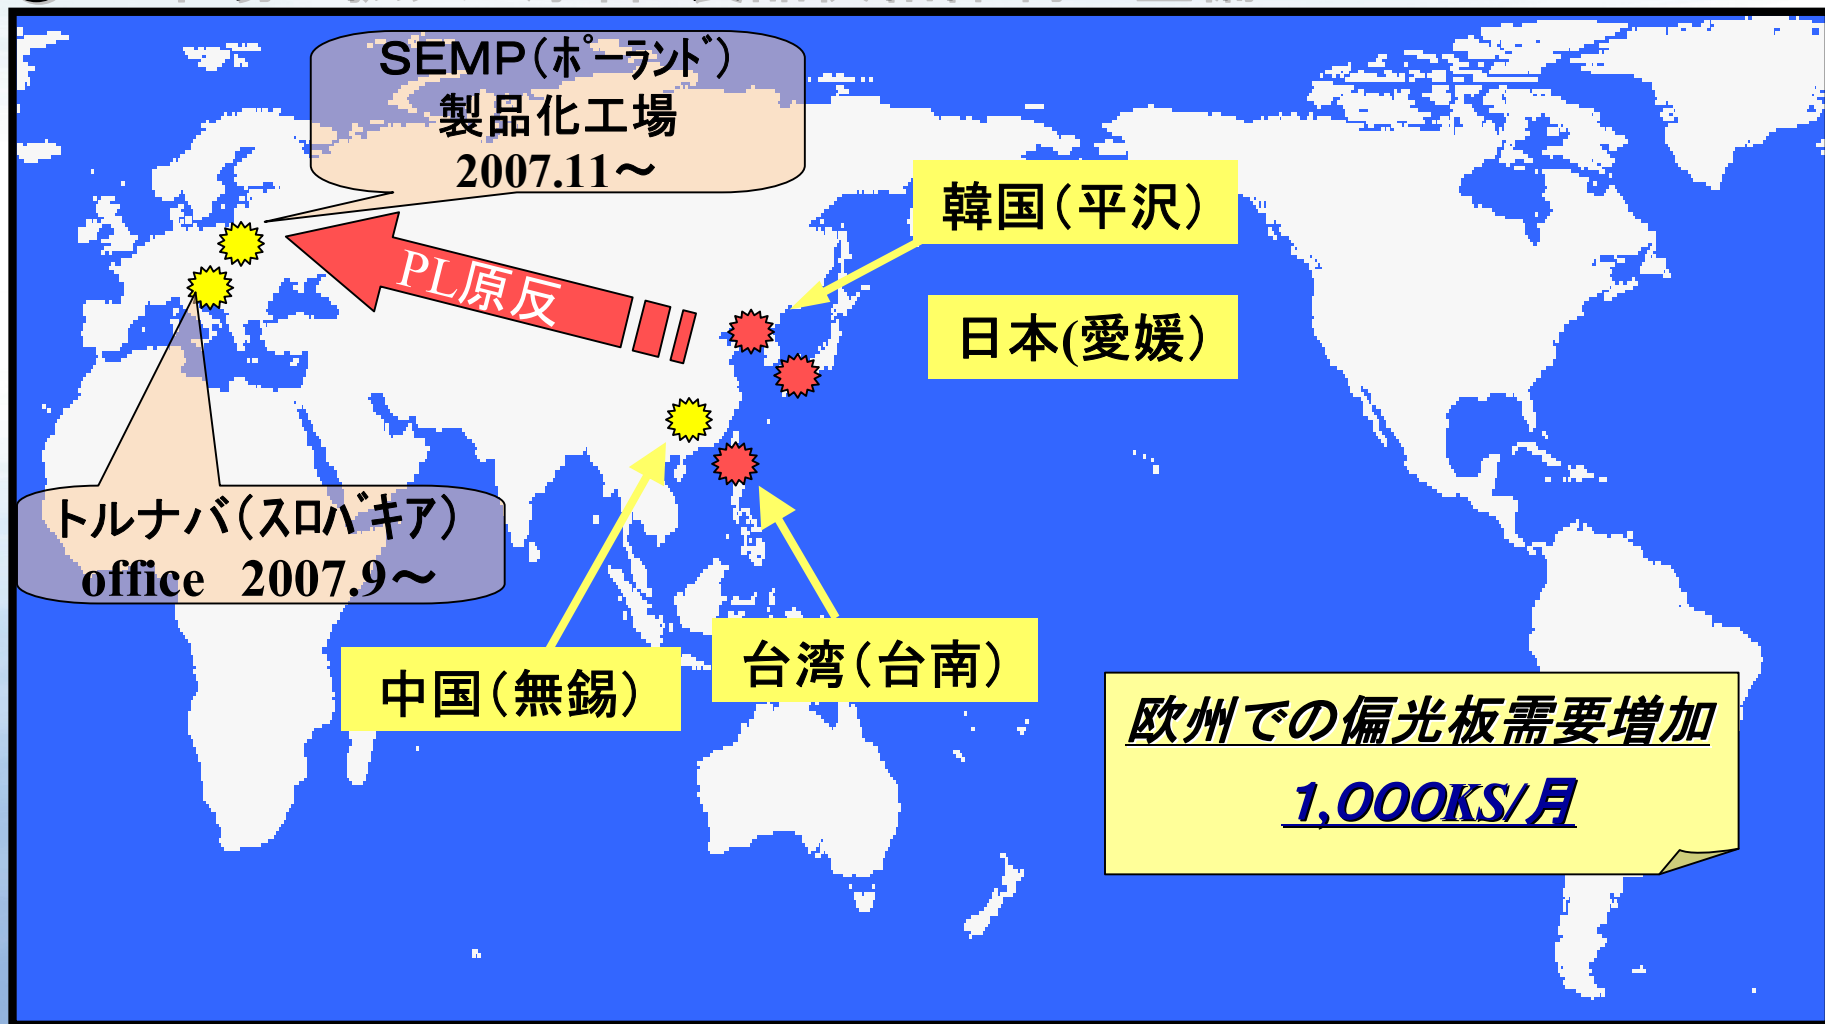 SEMP(ﾎﾟｰﾗﾝﾄﾞ)
製品化工場
2007.11～
韓国(平沢)
PL原反
日本(愛媛)
トルナバ(ｽﾛﾊﾞｷｱ)
office 2007.9～
台湾(台南)
中国(無錫)
欧州での偏光板需要増加
1,000KS/月